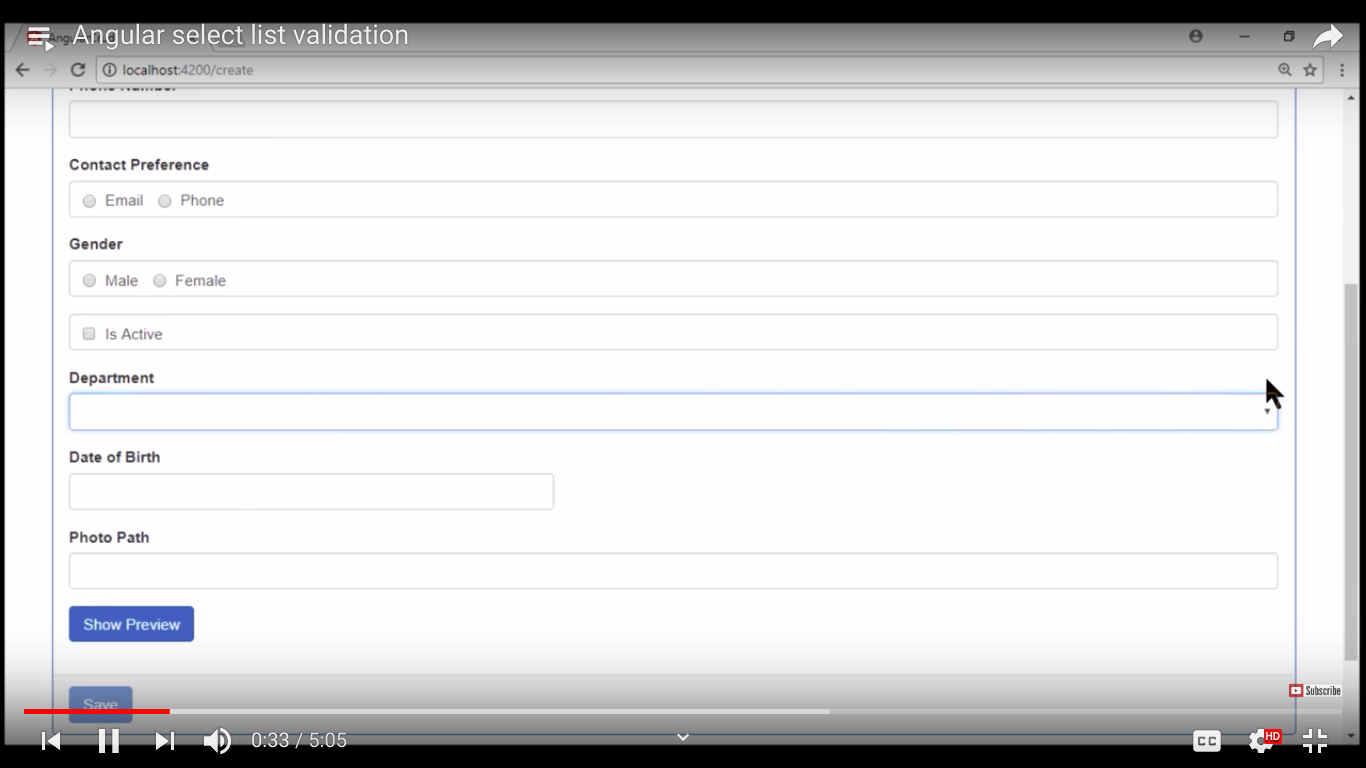 Angular select list validation
localhost:4200/create
Phone Number
Contact Preference
Email Phone
Gender
Male Female
Is Active
Department
Date of Birth
Photo Path
Show Preview
Subscribe
Save
0:33 / 5:05
CC
HD